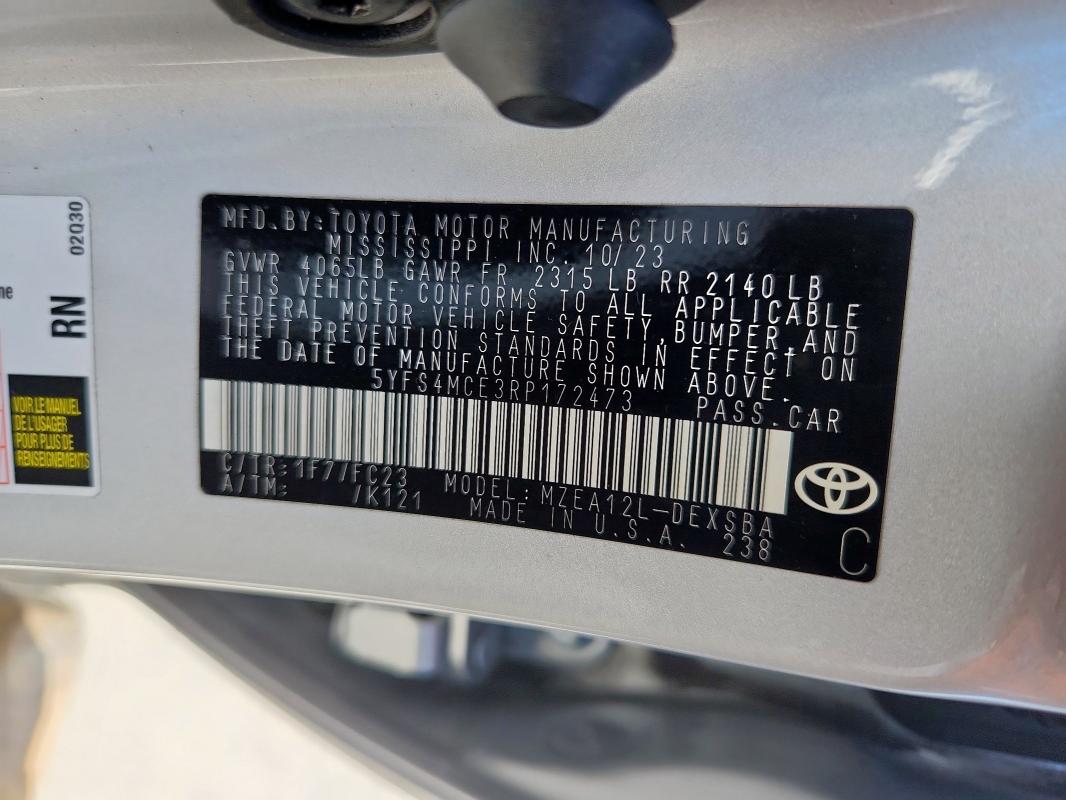 MFD.BY:TOYOTA MOTOR MANUFACTURING
MISSISSIPPI INC. 10/23
GVWR 4065LB GAWR FR 2315 LB RR 2140 LB
THIS VEHICLE CONFORMS TO ALL APPLICABLE
FEDERAL MOTOR VEHICLE SAFETY, BUMPER AND
THEFT PREVENTION STANDARDS IN EFFECT ON
THE DATE OF MANUFACTURE SHOWN ABOVE.
5YFS4MCE3RP172473 PASS.CAR
C/TR:1F7/FC23 MODEL:MZEA12L-DEXSBA
A/TM: /K121 MADE IN U.S.A. 238
C
02Q30
RN
VOIR LE MANUEL
DE L'USAGER
POUR PLUS DE
RENSEIGNEMENTS